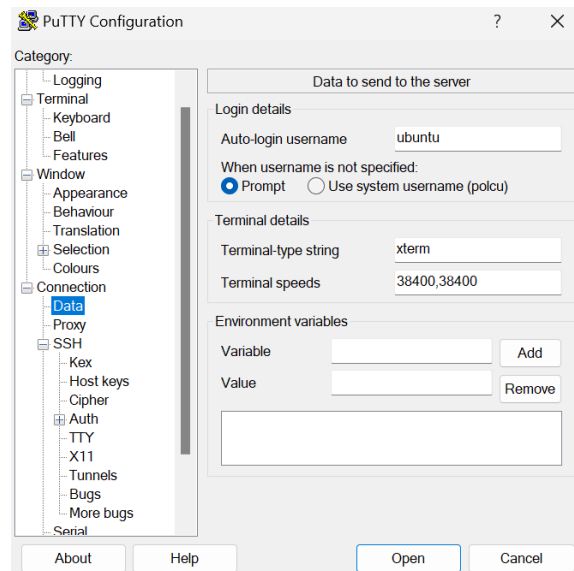 PuTTY Configuration
?
Category:
Logging
Terminal
Keyboard
Bell
Features
Window
Appearance
Behaviour
Translation
Selection
Colours
Connection
Data
Proxy
SSH
Kex
Host keys
Cipher
Auth
TTY
X11
Tunnels
Bugs
More bugs
Serial
Data to send to the server
Login details
Auto-login username ubuntu
When username is not specified:
Prompt Use system username (polcu)
Terminal details
Terminal-type string xterm
Terminal speeds 38400,38400
Environment variables
Variable Add
Value Remove
About Help Open Cancel